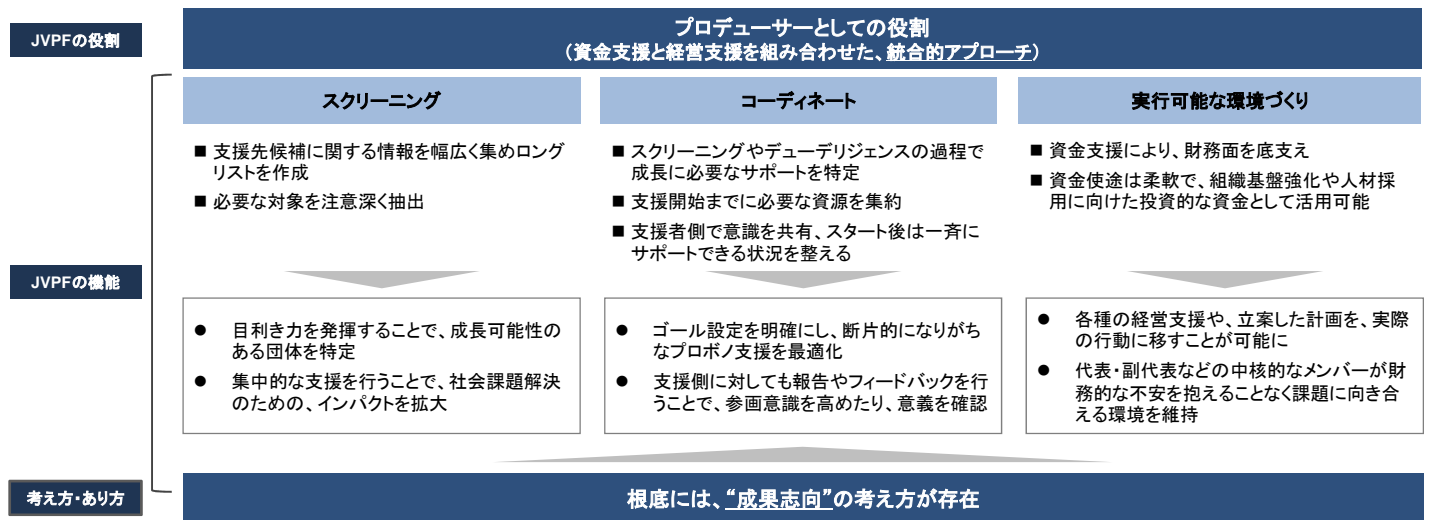 JVPFの役割
プロデューサーとしての役割
（資金支援と経営支援を組み合わせた、統合的アプローチ）
JVPFの機能
スクリーニング
■ 支援先候補に関する情報を幅広く集めロング
リストを作成
■ 必要な対象を注意深く抽出
● 目利き力を発揮することで、成長可能性の
ある団体を特定
● 集中的な支援を行うことで、社会課題解決
のための、インパクトを拡大
コーディネート
■ スクリーニングやデューデリジェンスの過程で
成長に必要なサポートを特定
■ 支援開始までに必要な資源を集約
■ 支援者側で意識を共有、スタート後は一斉に
サポートできる状況を整える
● ゴール設定を明確にし、断片的になりがち
なプロボノ支援を最適化
● 支援側に対しても報告やフィードバックを行
うことで、参画意識を高めたり、意義を確認
実行可能な環境づくり
■ 資金支援により、財務面を底支え
■ 資金使途は柔軟で、組織基盤強化や人材採
用に向けた投資的な資金として活用可能
● 各種の経営支援や、立案した計画を、実際
の行動に移すことが可能に
● 代表・副代表などの中核的なメンバーが財
務的な不安を抱えることなく課題に向き合
える環境を維持
考え方・あり方
根底には、“成果志向”の考え方が存在